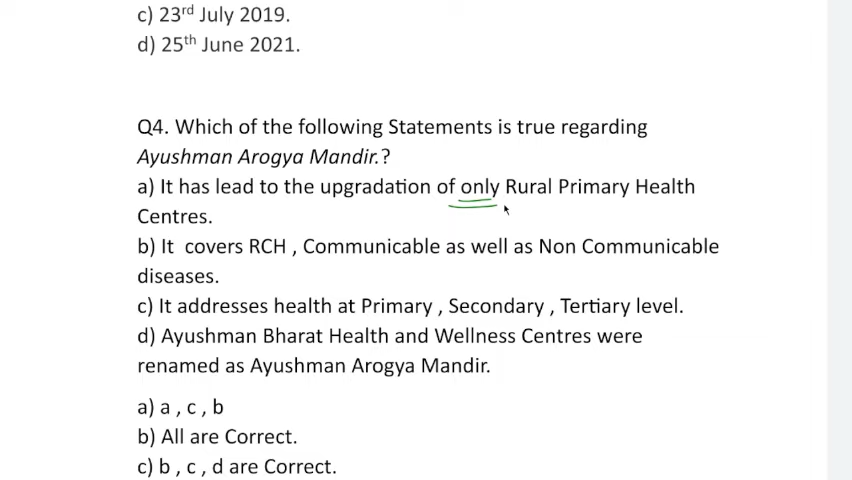 c) 23rd July 2019.
d) 25th June 2021.
Q4. Which of the following Statements is true regarding
Ayushman Arogya Mandir.?
a) It has lead to the upgradation of only Rural Primary Health
Centres.
b) It  covers RCH , Communicable as well as Non Communicable
diseases.
c) It addresses health at Primary , Secondary , Tertiary level.
d) Ayushman Bharat Health and Wellness Centres were
renamed as Ayushman Arogya Mandir.
a) a , c , b
b) All are Correct.
c) b , c , d are Correct.